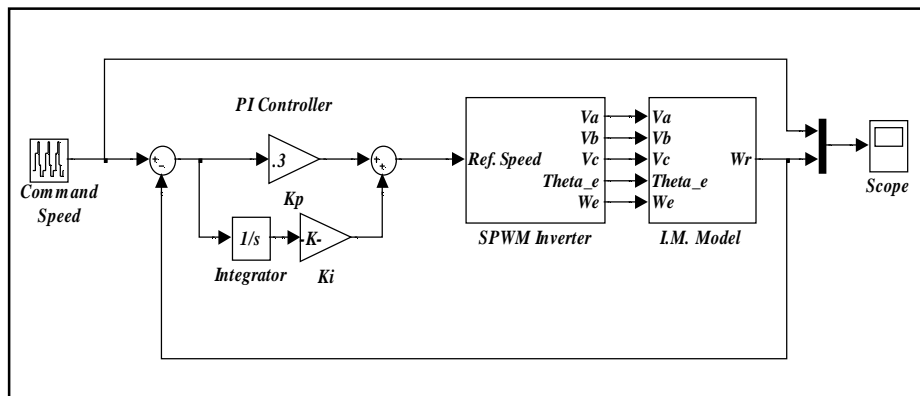 PI Controller
.3
Kp
Command
Speed
1/s
Integrator
-K-
Ki
Ref. Speed
Va
Vb
Vc
Theta_e
We
SPWM Inverter
Va
Vb
Vc
Theta_e
We
Wr
I.M. Model
Scope